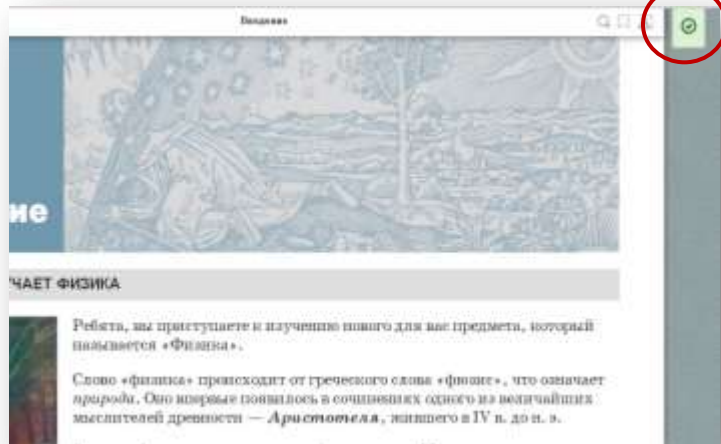 Введение
ие
ЧАЕТ ФИЗИКА
Ребята, вы приступаете к изучению нового для вас предмета, который
называется «Физика».
Слово «физика» происходит от греческого слова «фюзис», что означает
природа. Оно впервые появилось в сочинениях одного из величайших
мыслителей древности — Аристотеля, жившего в IV в. до н. э.